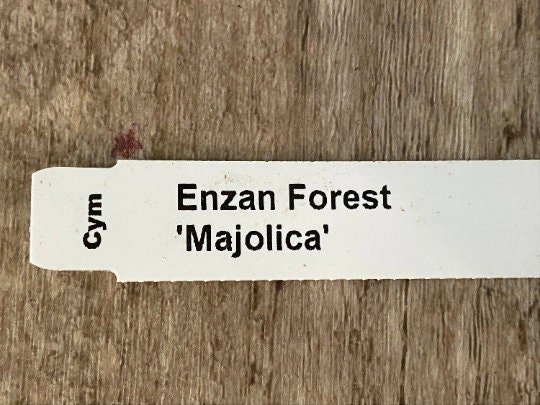 Cym
Enzan Forest
'Majolica'